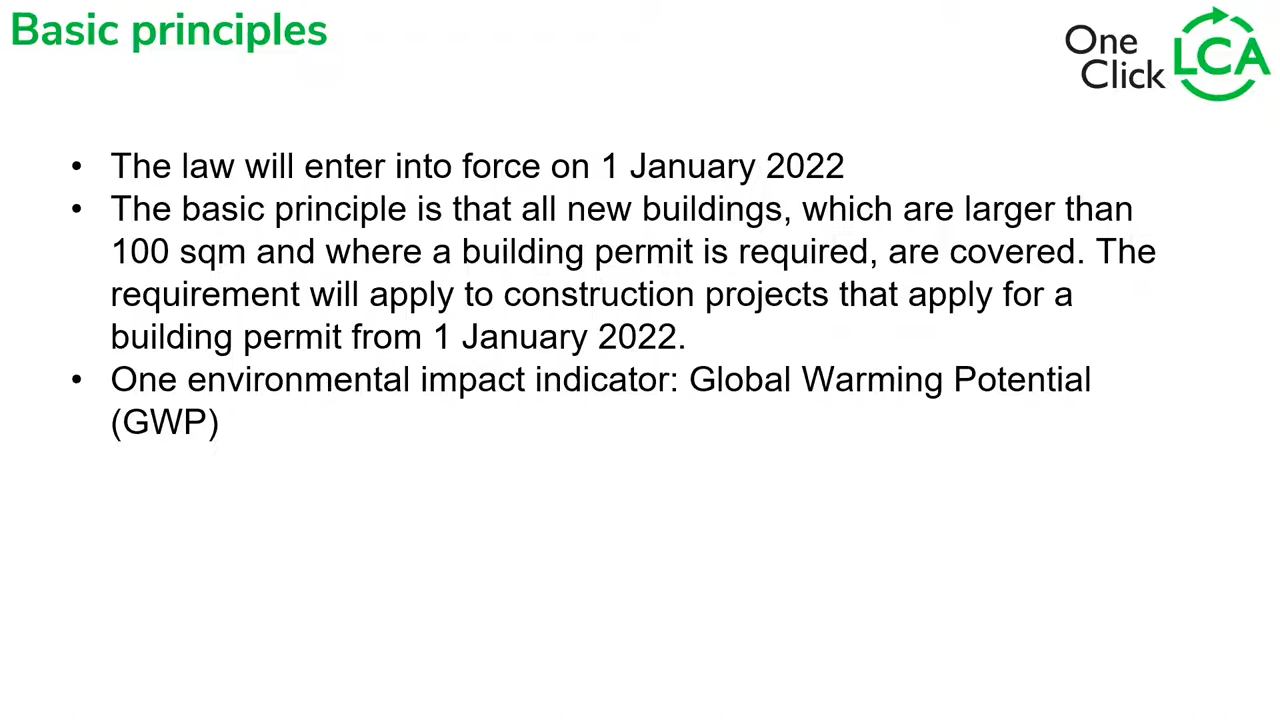 Basic principles
One
Click
LCA
• The law will enter into force on 1 January 2022
• The basic principle is that all new buildings, which are larger than
100 sqm and where a building permit is required, are covered. The
requirement will apply to construction projects that apply for a
building permit from 1 January 2022.
• One environmental impact indicator: Global Warming Potential
(GWP)